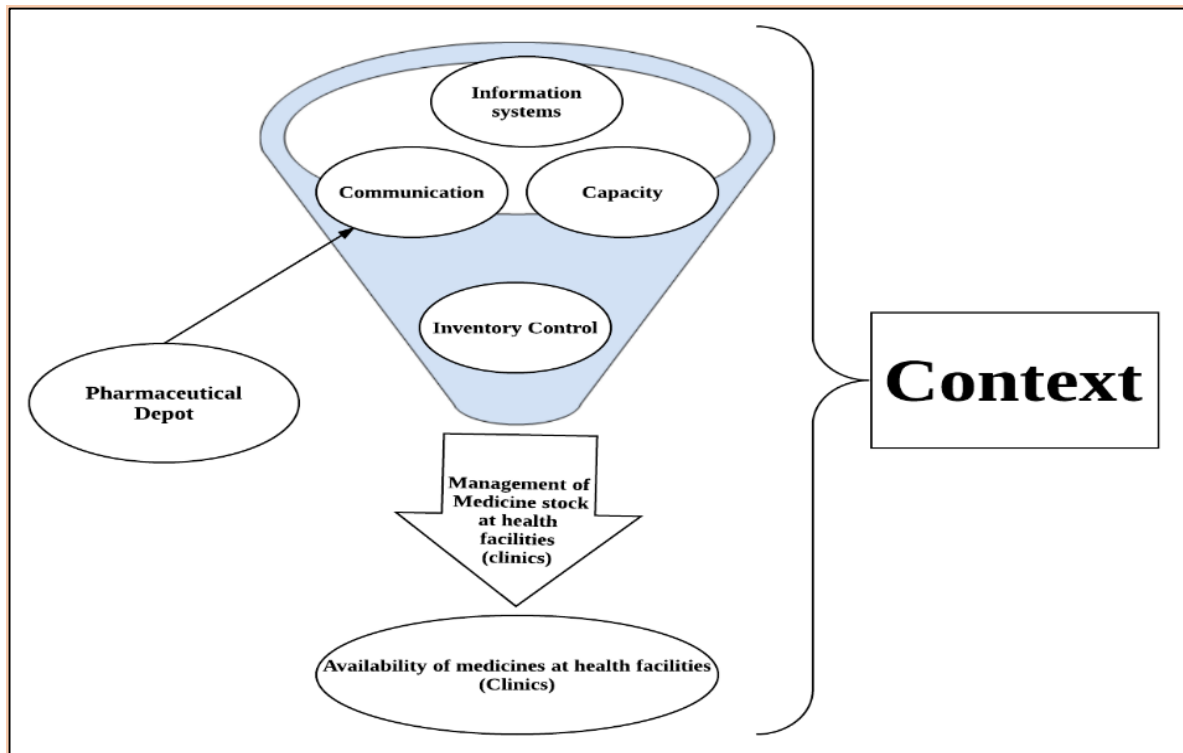 Information
systems
Communication
Capacity
Inventory Control
Pharmaceutical
Depot
Context
Management of
Medicine stock
at health
facilities
(clinics)
Availability of medicines at health facilities
(Clinics)